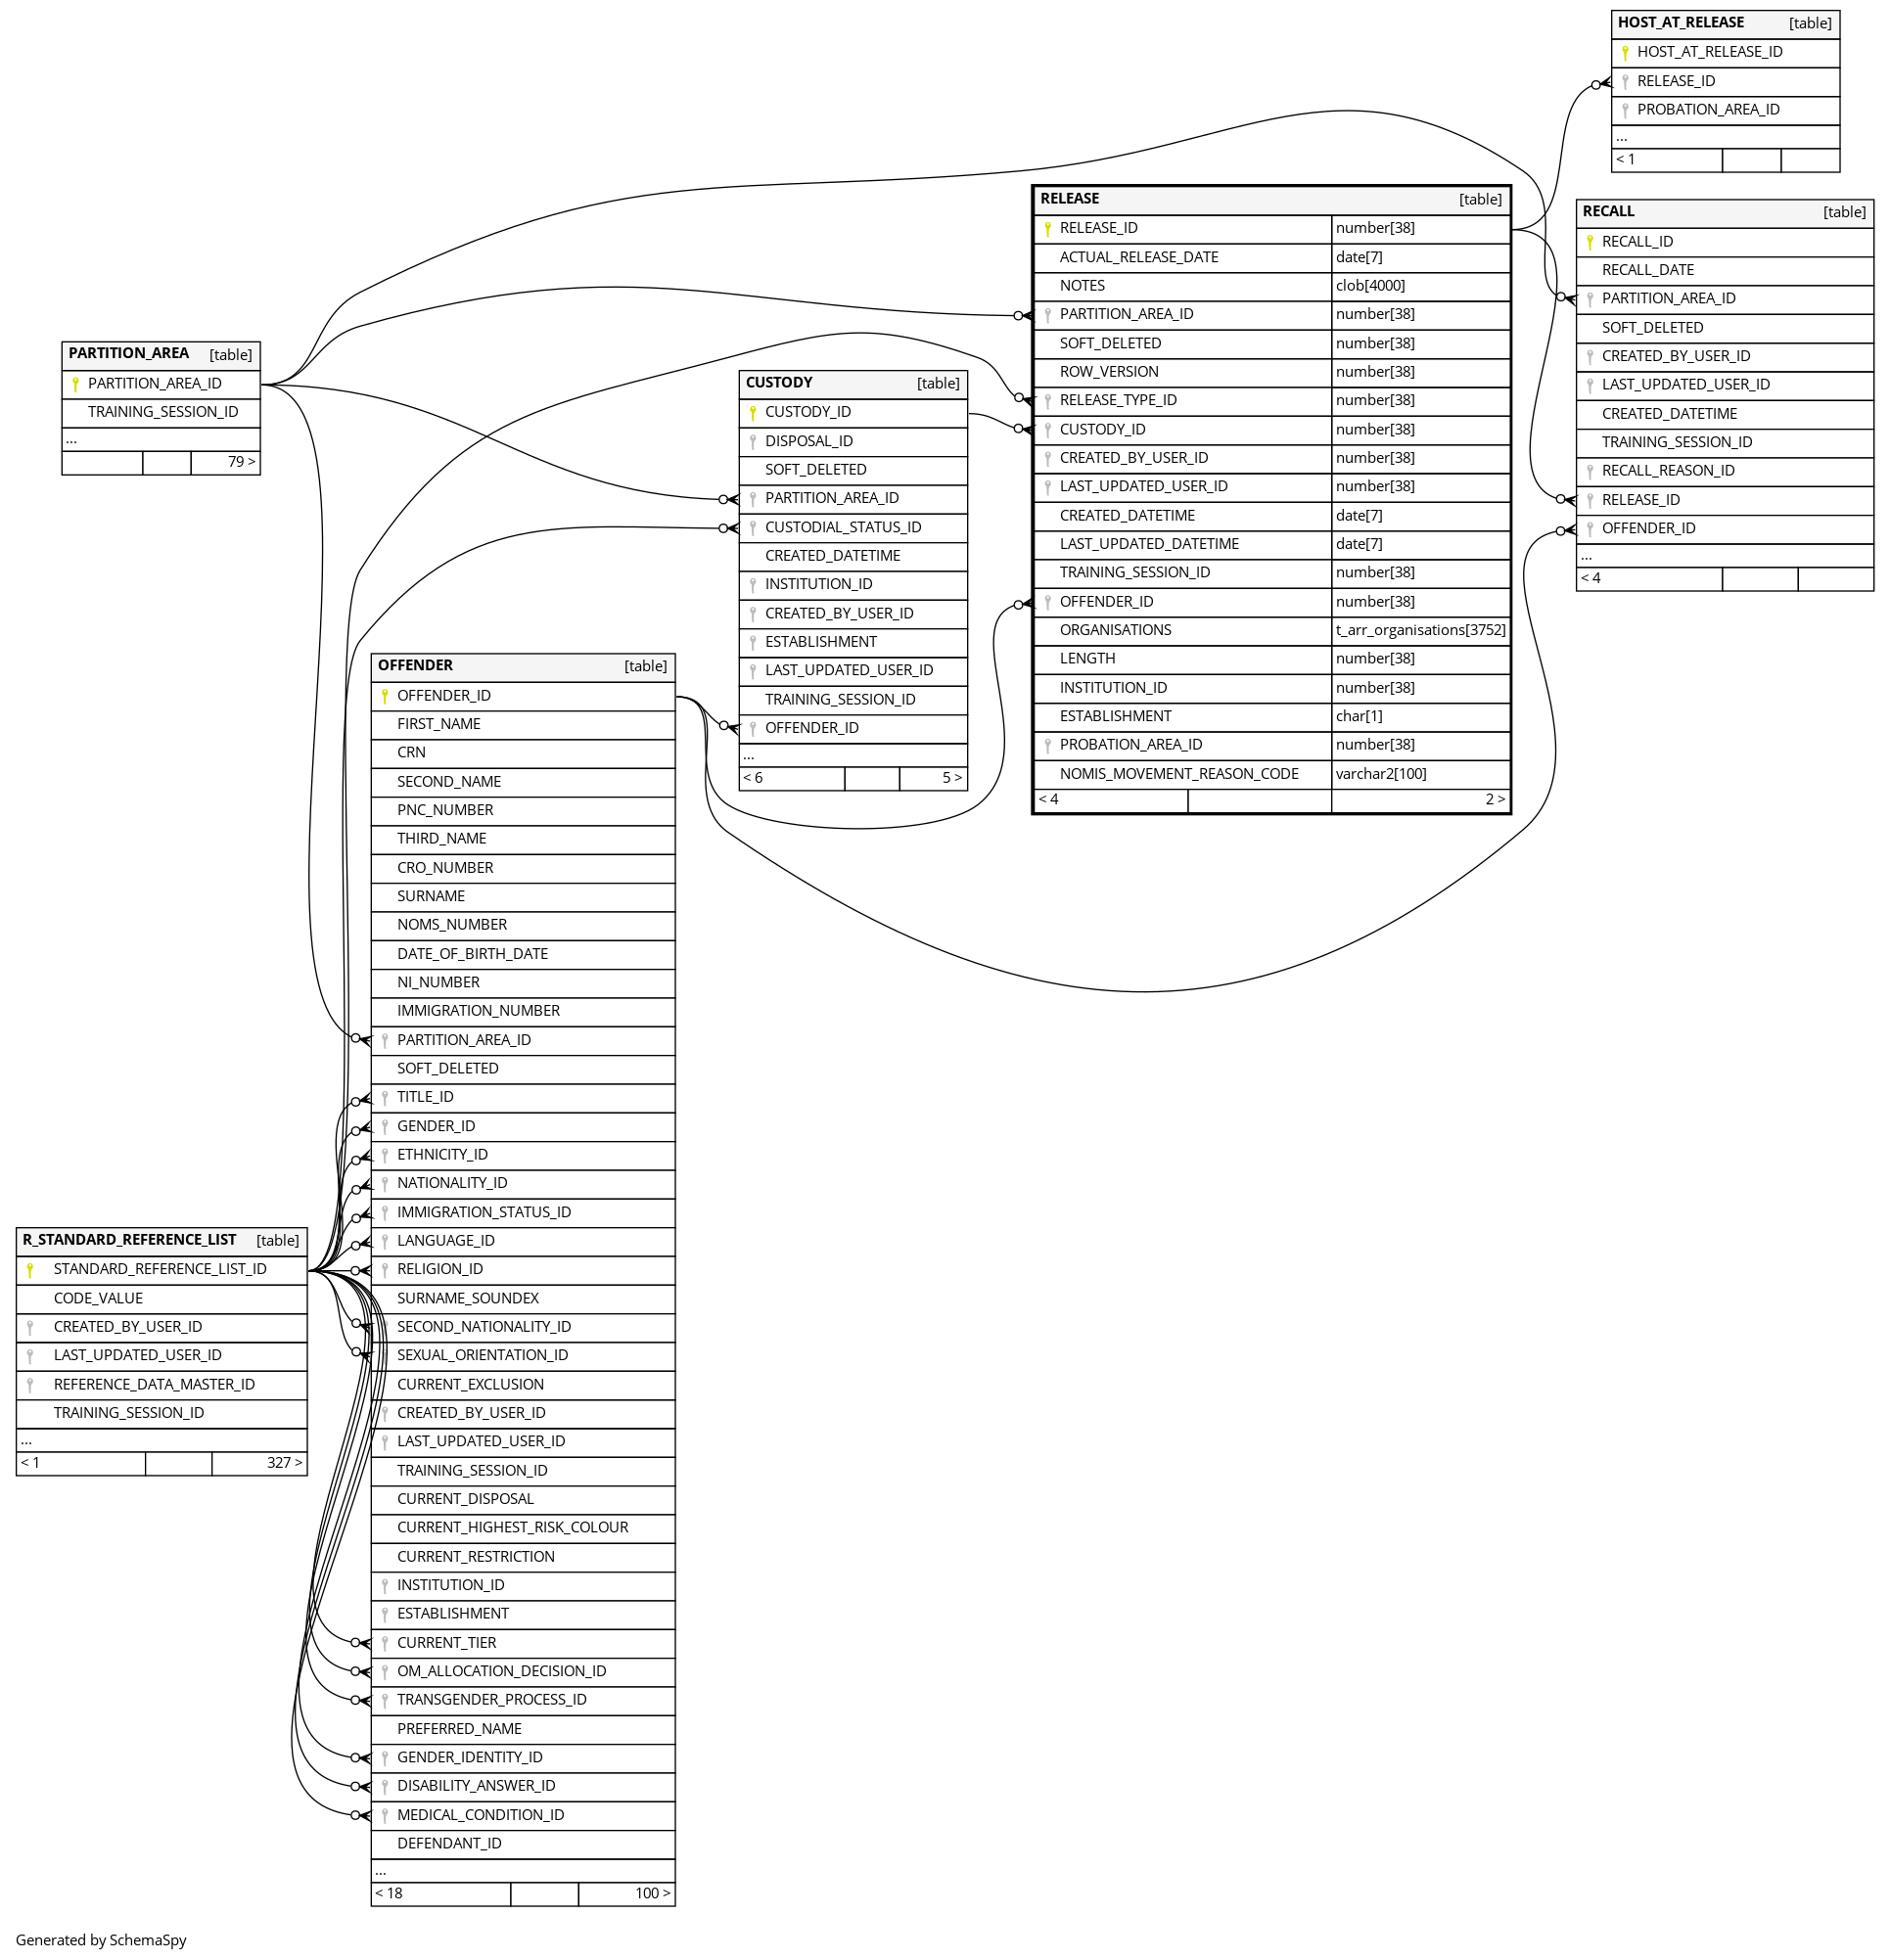 HOST_AT_RELEASE [table]
HOST_AT_RELEASE_ID
RELEASE_ID
PROBATION_AREA_ID
...
< 1
RELEASE [table]
RELEASE_ID number[38]
ACTUAL_RELEASE_DATE date[7]
NOTES clob[4000]
PARTITION_AREA_ID number[38]
SOFT_DELETED number[38]
ROW_VERSION number[38]
RELEASE_TYPE_ID number[38]
CUSTODY_ID number[38]
CREATED_BY_USER_ID number[38]
LAST_UPDATED_USER_ID number[38]
CREATED_DATETIME date[7]
LAST_UPDATED_DATETIME date[7]
TRAINING_SESSION_ID number[38]
OFFENDER_ID number[38]
ORGANISATIONS t_arr_organisations[3752]
LENGTH number[38]
INSTITUTION_ID number[38]
ESTABLISHMENT char[1]
PROBATION_AREA_ID number[38]
NOMIS_MOVEMENT_REASON_CODE varchar2[100]
< 4 2 >
RECALL [table]
RECALL_ID
RECALL_DATE
PARTITION_AREA_ID
SOFT_DELETED
CREATED_BY_USER_ID
LAST_UPDATED_USER_ID
CREATED_DATETIME
TRAINING_SESSION_ID
RECALL_REASON_ID
RELEASE_ID
OFFENDER_ID
...
< 4
PARTITION_AREA [table]
PARTITION_AREA_ID
TRAINING_SESSION_ID
...
79 >
CUSTODY [table]
CUSTODY_ID
DISPOSAL_ID
SOFT_DELETED
PARTITION_AREA_ID
CUSTODIAL_STATUS_ID
CREATED_DATETIME
INSTITUTION_ID
CREATED_BY_USER_ID
ESTABLISHMENT
LAST_UPDATED_USER_ID
TRAINING_SESSION_ID
OFFENDER_ID
...
< 6 5 >
OFFENDER [table]
OFFENDER_ID
FIRST_NAME
CRN
SECOND_NAME
PNC_NUMBER
THIRD_NAME
CRO_NUMBER
SURNAME
NOMS_NUMBER
DATE_OF_BIRTH_DATE
NI_NUMBER
IMMIGRATION_NUMBER
PARTITION_AREA_ID
SOFT_DELETED
TITLE_ID
GENDER_ID
ETHNICITY_ID
NATIONALITY_ID
IMMIGRATION_STATUS_ID
LANGUAGE_ID
RELIGION_ID
SURNAME_SOUNDEX
SECOND_NATIONALITY_ID
SEXUAL_ORIENTATION_ID
CURRENT_EXCLUSION
CREATED_BY_USER_ID
LAST_UPDATED_USER_ID
TRAINING_SESSION_ID
CURRENT_DISPOSAL
CURRENT_HIGHEST_RISK_COLOUR
CURRENT_RESTRICTION
INSTITUTION_ID
ESTABLISHMENT
CURRENT_TIER
OM_ALLOCATION_DECISION_ID
TRANSGENDER_PROCESS_ID
PREFERRED_NAME
GENDER_IDENTITY_ID
DISABILITY_ANSWER_ID
MEDICAL_CONDITION_ID
DEFENDANT_ID
...
< 18 100 >
R_STANDARD_REFERENCE_LIST [table]
STANDARD_REFERENCE_LIST_ID
CODE_VALUE
CREATED_BY_USER_ID
LAST_UPDATED_USER_ID
REFERENCE_DATA_MASTER_ID
TRAINING_SESSION_ID
...
< 1 327 >
Generated by SchemaSpy